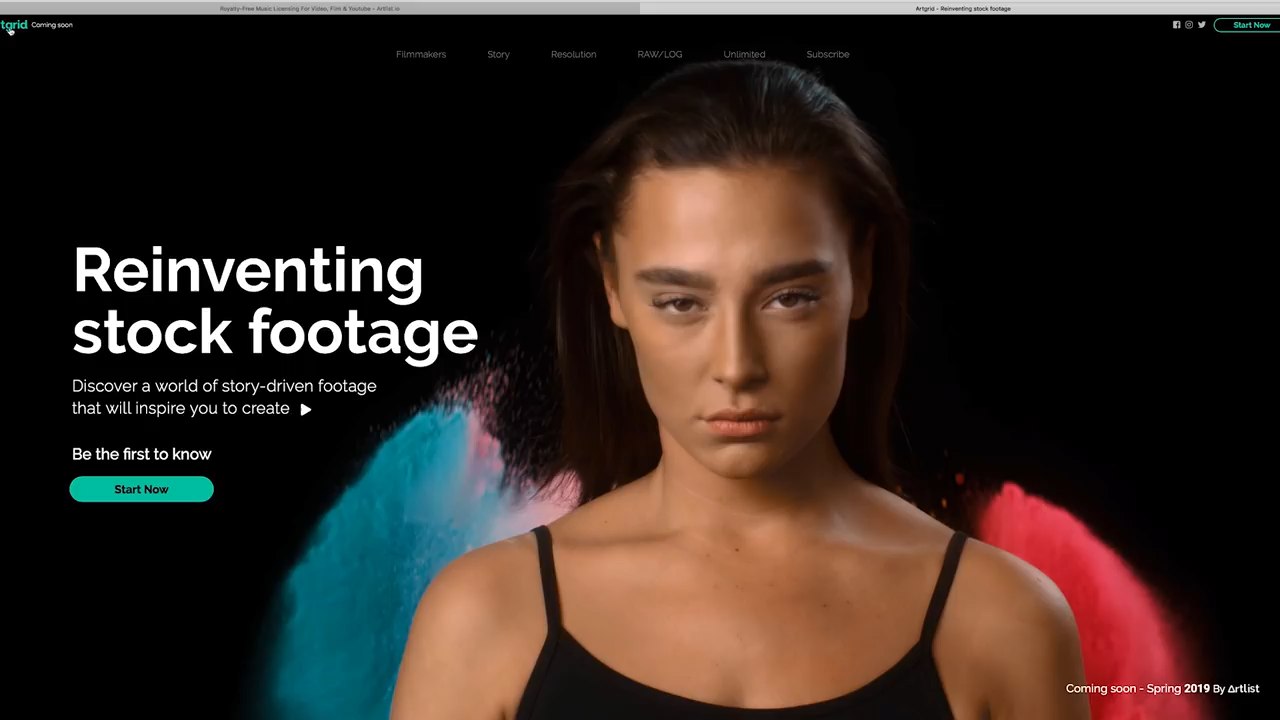 Royalty-Free Music Licencing For Video, Film & Youtube - Artlist.io
Artgrid - Reinventing stock footage
tgrid Coming soon
Start Now
Filmmakers Story Resolution RAW/LOG Unlimited Subscribe
Reinventing
stock footage
Discover a world of story-driven footage
that will inspire you to create
Be the first to know
Start Now
Coming soon - Spring 2019 By Artlist